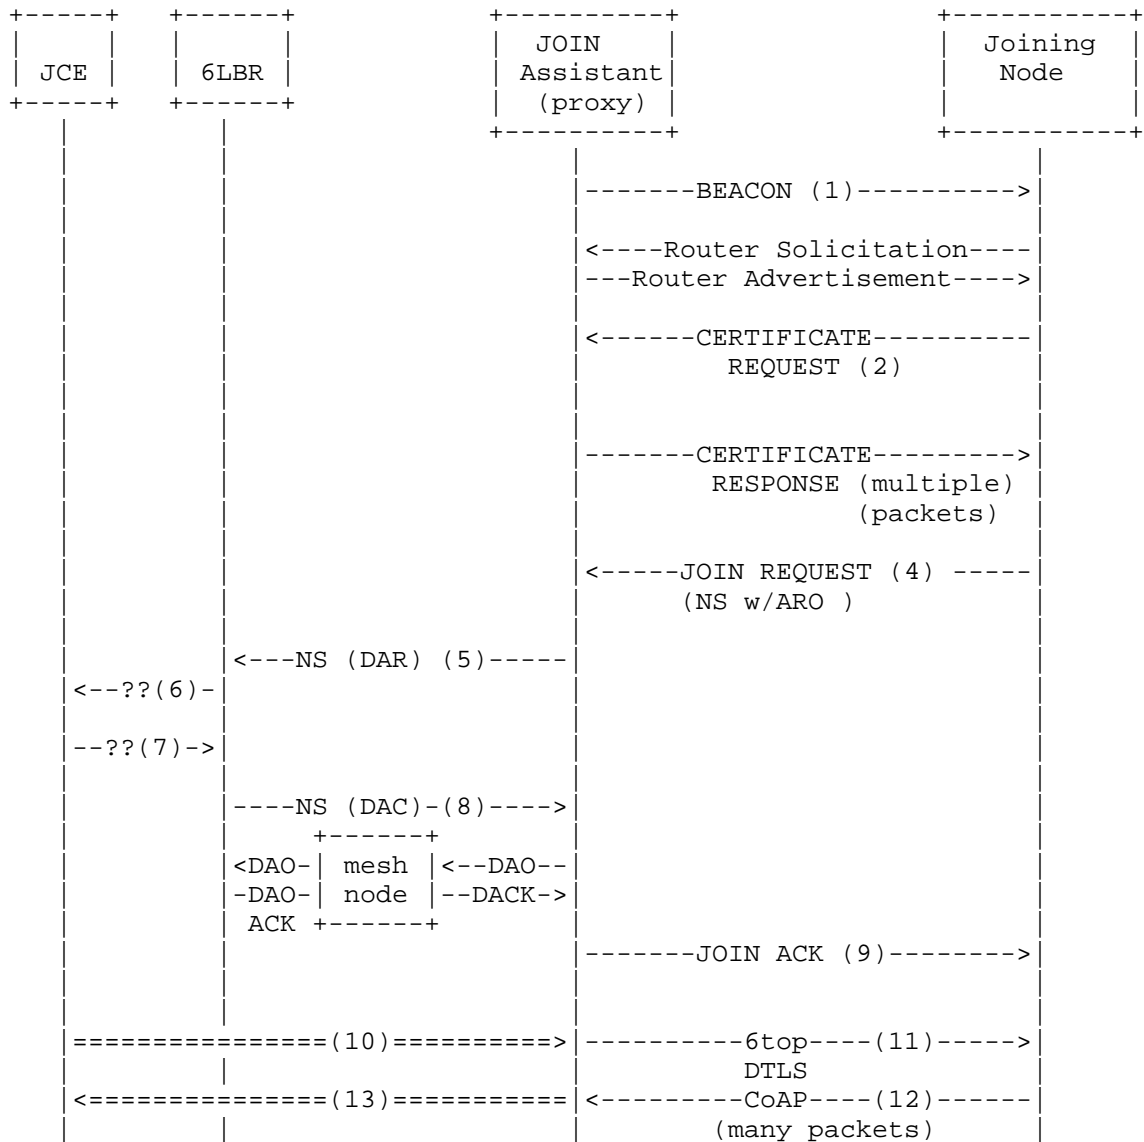 JOIN Joining
JCE 6LBR Assistant Node
(proxy)
-------BEACON (1)---------->
<----Router Solicitation----
---Router Advertisement---->
<------CERTIFICATE----------
REQUEST (2)
-------CERTIFICATE--------->
RESPONSE (multiple)
(packets)
<-----JOIN REQUEST (4) -----
(NS w/ARO )
<---NS (DAR) (5)-----
<--??(6)-
--??(7)->
----NS (DAC)-(8)---->
<DAO-| mesh |<--DAO--
-DAO-| node |--DACK->
ACK
-------JOIN ACK (9)-------->
================(10)==========> ----------6top----(11)----->
DTLS
<===============(13)=========== <---------CoAP----(12)------
(many packets)